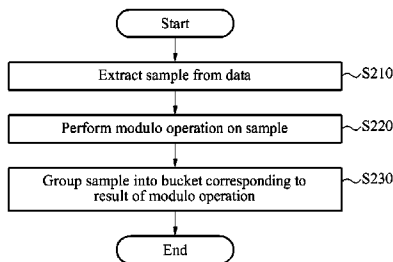 Start
Extract sample from data
S210
Perform modulo operation on sample
S220
Group sample into bucket corresponding to
result of modulo operation
S230
End